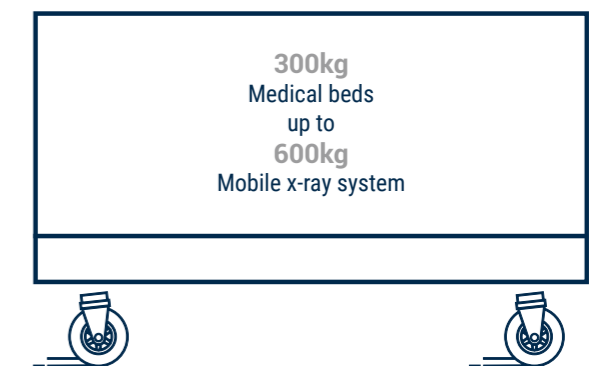 300kg
Medical beds
up to
600kg
Mobile x-ray system